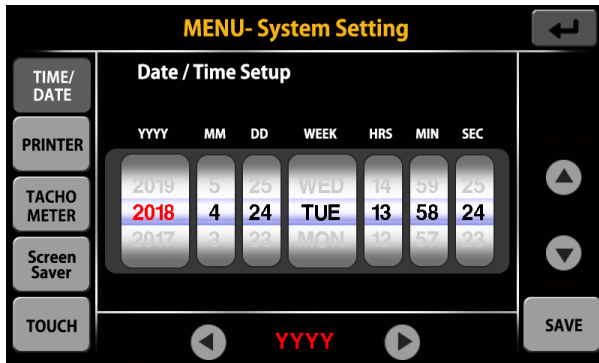 MENU- System Setting
TIME/
DATE
PRINTER
TACHO
METER
Screen
Saver
TOUCH
Date / Time Setup
YYYY MM DD WEEK HRS MIN SEC
2019 5 25 WED 14 59 25
2018 4 24 TUE 13 58 24
2017 3 23 MON 12 57 23
YYYY
SAVE